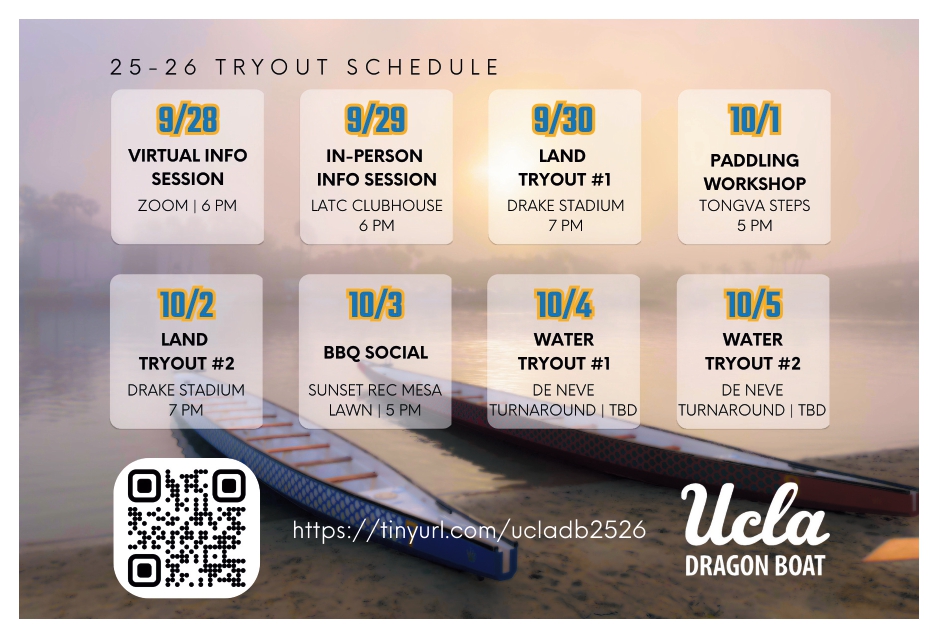 25-26 TRYOUT SCHEDULE
9/28
VIRTUAL INFO
SESSION
ZOOM | 6 PM
9/29
IN-PERSON
INFO SESSION
LATC CLUBHOUSE
6 PM
9/30
LAND
TRYOUT #1
DRAKE STADIUM
7 PM
10/1
PADDLING
WORKSHOP
TONGVA STEPS
5 PM
10/2
LAND
TRYOUT #2
DRAKE STADIUM
7 PM
10/3
BBQ SOCIAL
SUNSET REC MESA
LAWN | 5 PM
10/4
WATER
TRYOUT #1
DE NEVE
TURNAROUND | TBD
10/5
WATER
TRYOUT #2
DE NEVE
TURNAROUND | TBD
https://tinyurl.com/ucladb2526
Ucla
DRAGON BOAT